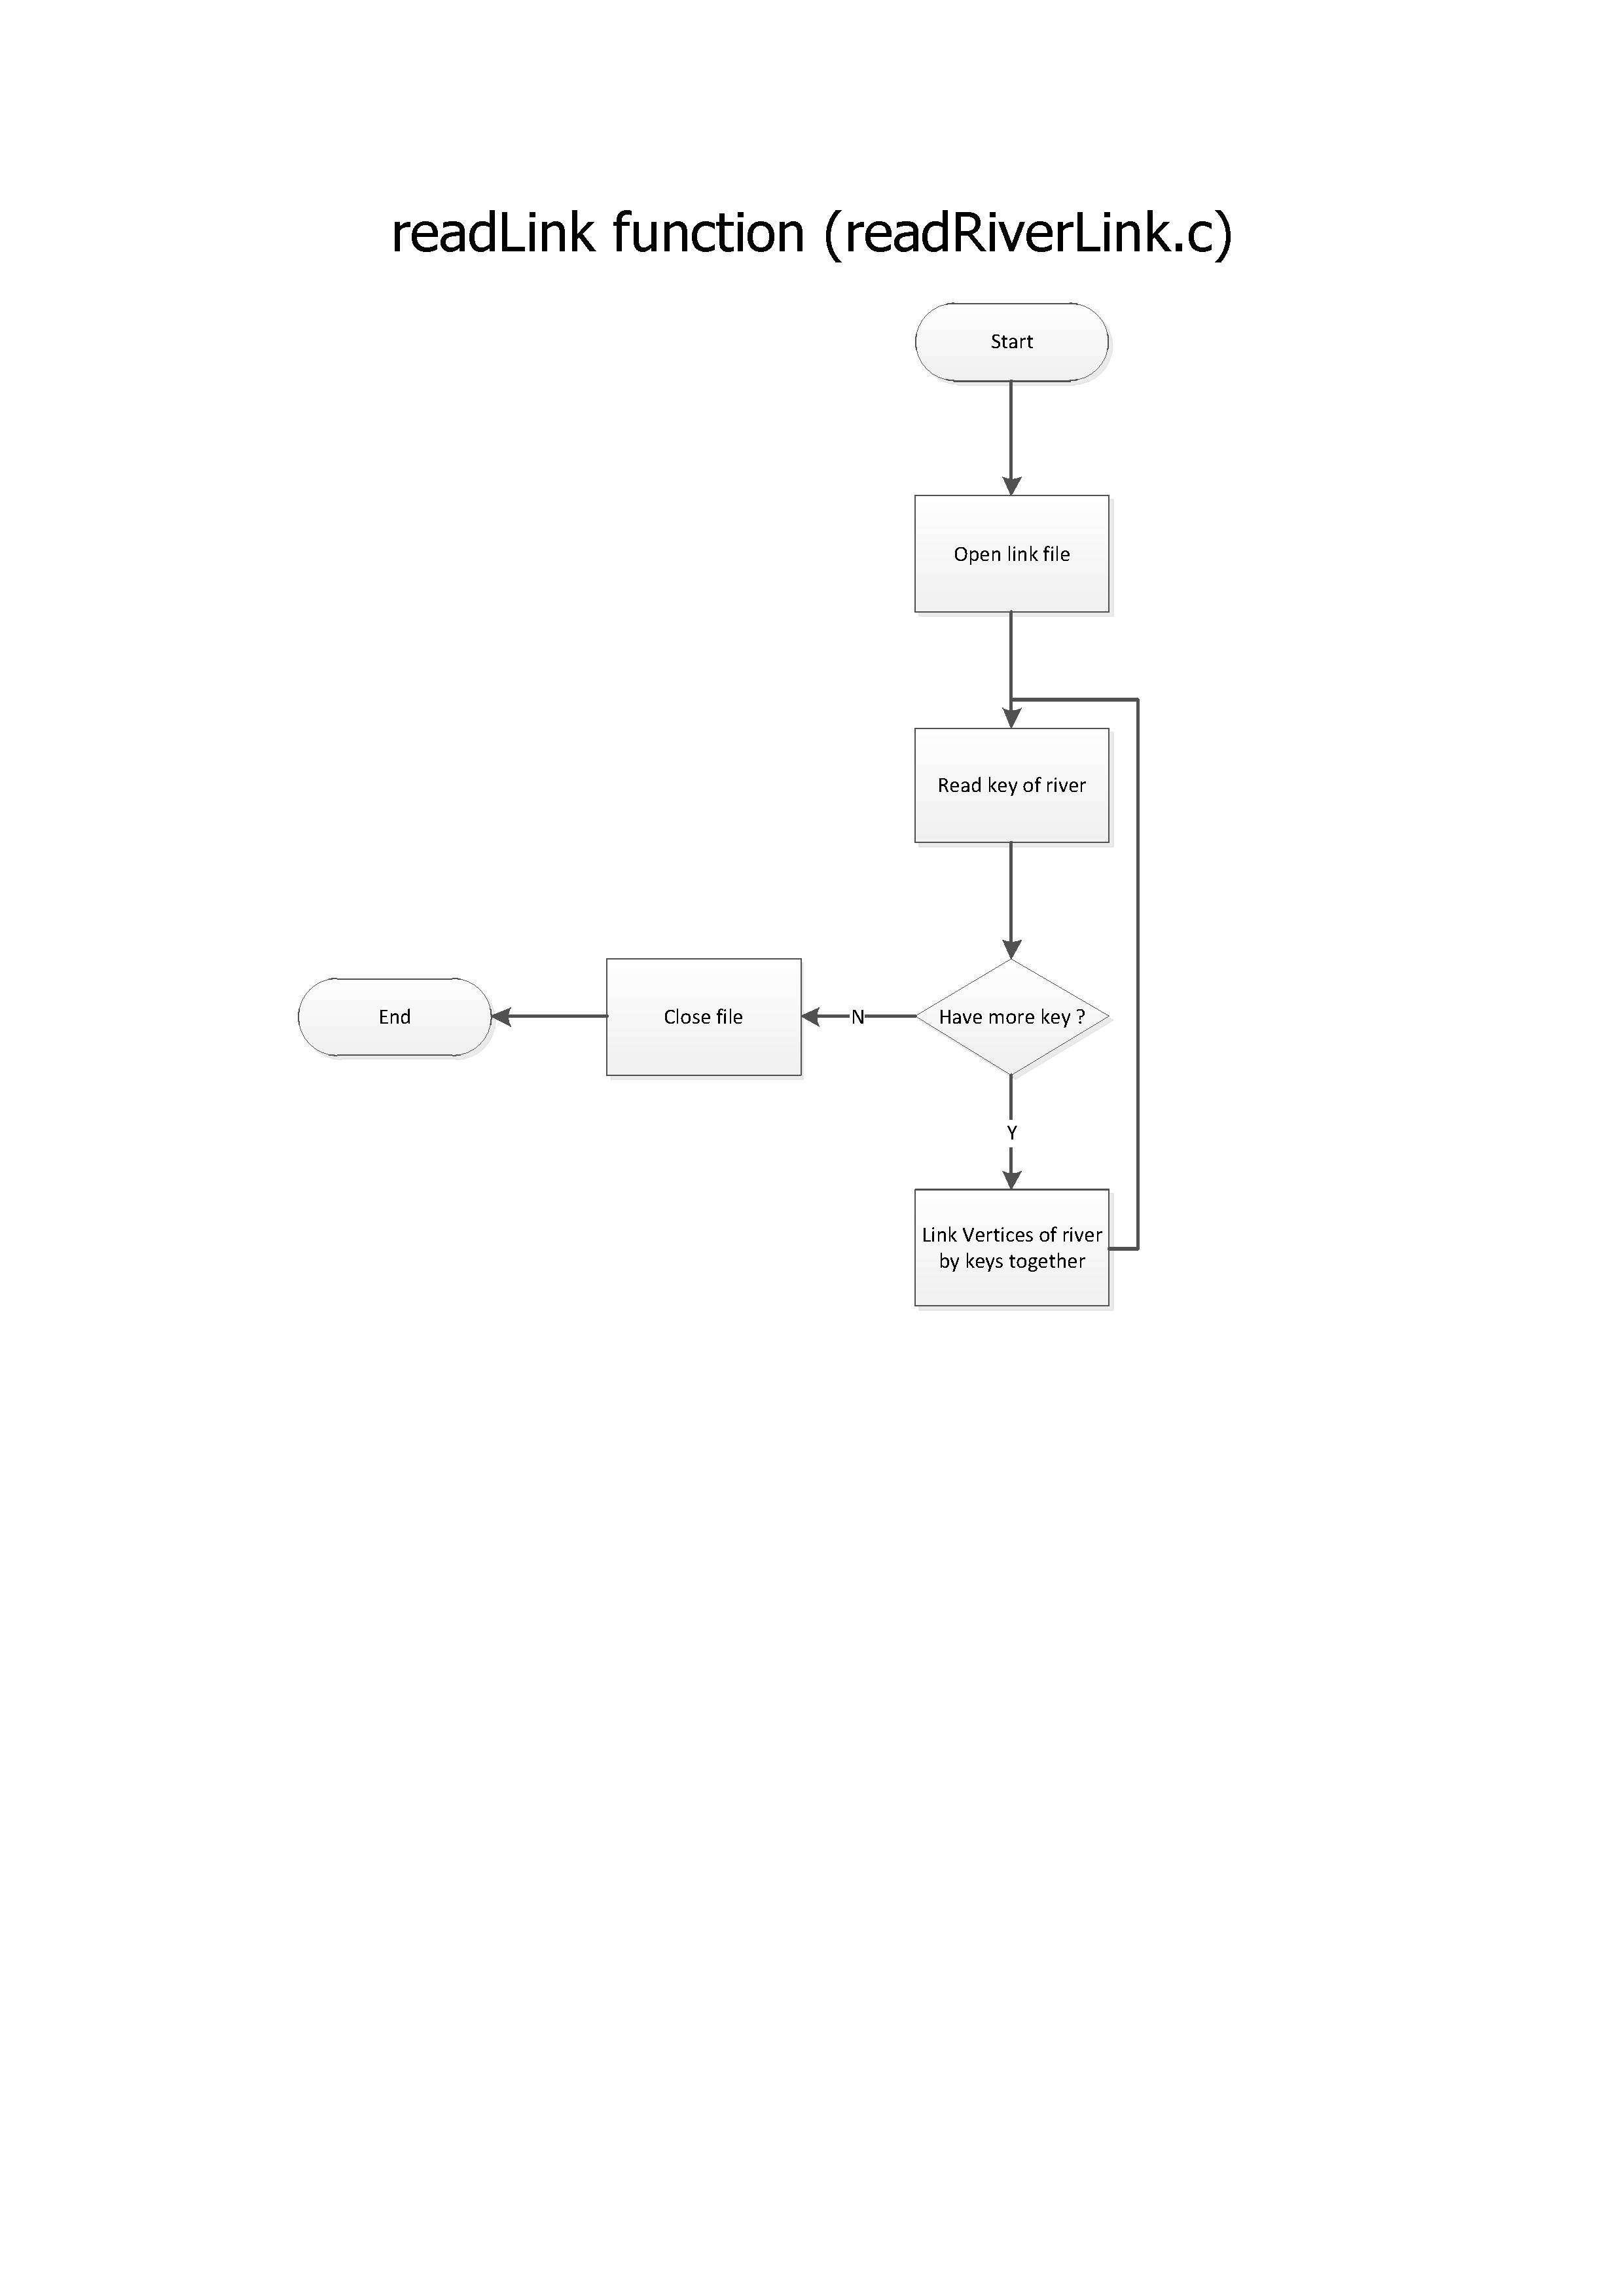 readLink function (readRiverLink.c)
Start
Open link file
Read key of river
Have more key ?
N
Close file
End
Y
Link Vertices of river
by keys together